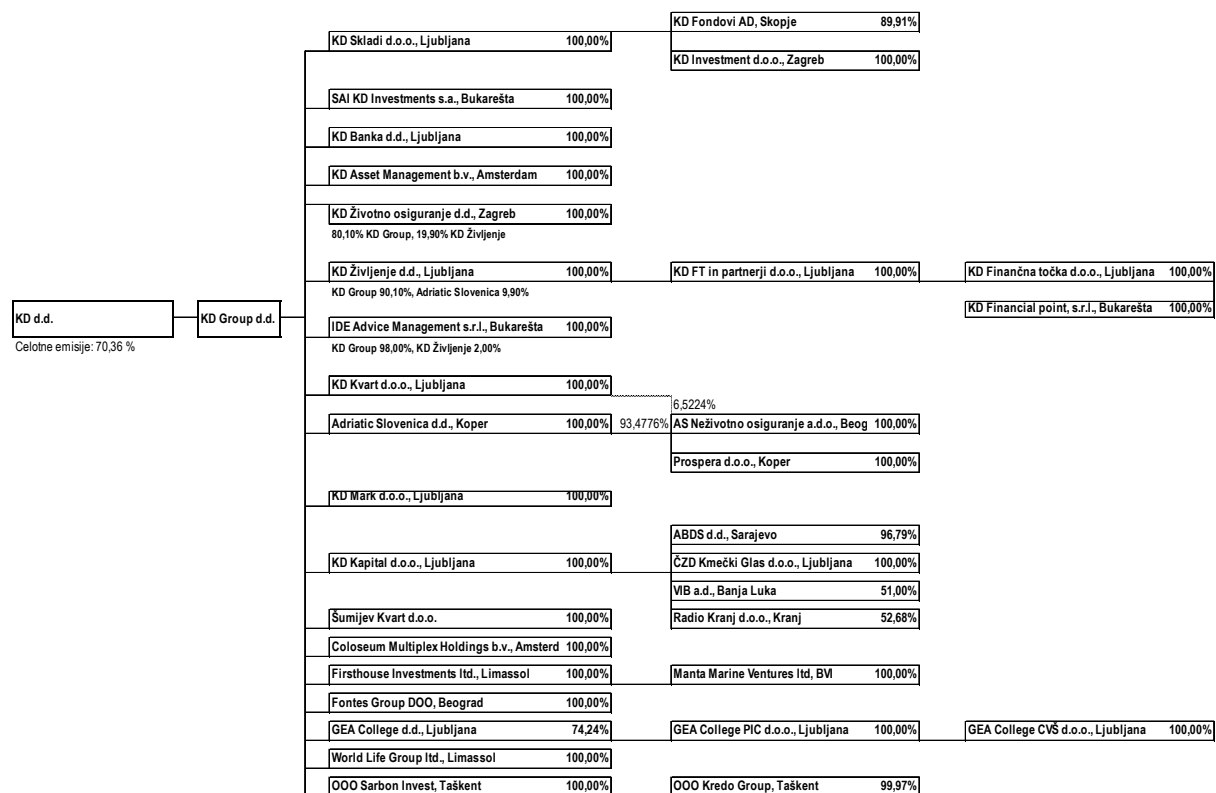 KD Fondovi AD, Skopje 89,91%
KD Skladi d.o.o., Ljubljana 100,00%
KD Investment d.o.o., Zagreb 100,00%
SAI KD Investments s.a., Bukarešta 100,00%
KD Banka d.d., Ljubljana 100,00%
KD Asset Management b.v., Amsterdam 100,00%
KD Životno osiguranje d.d., Zagreb 100,00%
80,10% KD Group, 19,90% KD Življenje
KD Življenje d.d., Ljubljana 100,00% KD FT in partnerji d.o.o., Ljubljana 100,00% KD Finančna točka d.o.o., Ljubljana 100,00%
KD Group 90,10%, Adriatic Slovenica 9,90%
KD Financial point, s.r.l., Bukarešta 100,00%
KD d.d. KD Group d.d.
IDE Advice Management s.r.l., Bukarešta 100,00%
Celotne emisije: 70,36 %
KD Group 98,00%, KD Življenje 2,00%
KD Kvart d.o.o., Ljubljana 100,00%
6,5224%
Adriatic Slovenica d.d., Koper 100,00% 93,4776% AS Neživotno osiguranje a.d.o., Beog 100,00%
Prospera d.o.o., Koper 100,00%
KD Mark d.o.o., Ljubljana 100,00%
ABDS d.d., Sarajevo 96,79%
KD Kapital d.o.o., Ljubljana 100,00% ČZD Kmečki Glas d.o.o., Ljubljana 100,00%
VIB a.d., Banja Luka 51,00%
Šumijev Kvart d.o.o. 100,00% Radio Kranj d.o.o., Kranj 52,68%
Coloseum Multiplex Holdings b.v., Amsterd 100,00%
Firsthouse Investments ltd., Limassol 100,00% Manta Marine Ventures ltd, BVI 100,00%
Fontes Group DOO, Beograd 100,00%
GEA College d.d., Ljubljana 74,24% GEA College PIC d.o.o., Ljubljana 100,00% GEA College CVŠ d.o.o., Ljubljana 100,00%
World Life Group ltd., Limassol 100,00%
OOO Sarbon Invest, Taškent 100,00% OOO Kredo Group, Taškent 99,97%